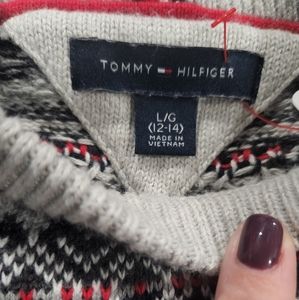 TOMMY HILFIGER
L/G
(12-14)
MADE IN
VIETNAM